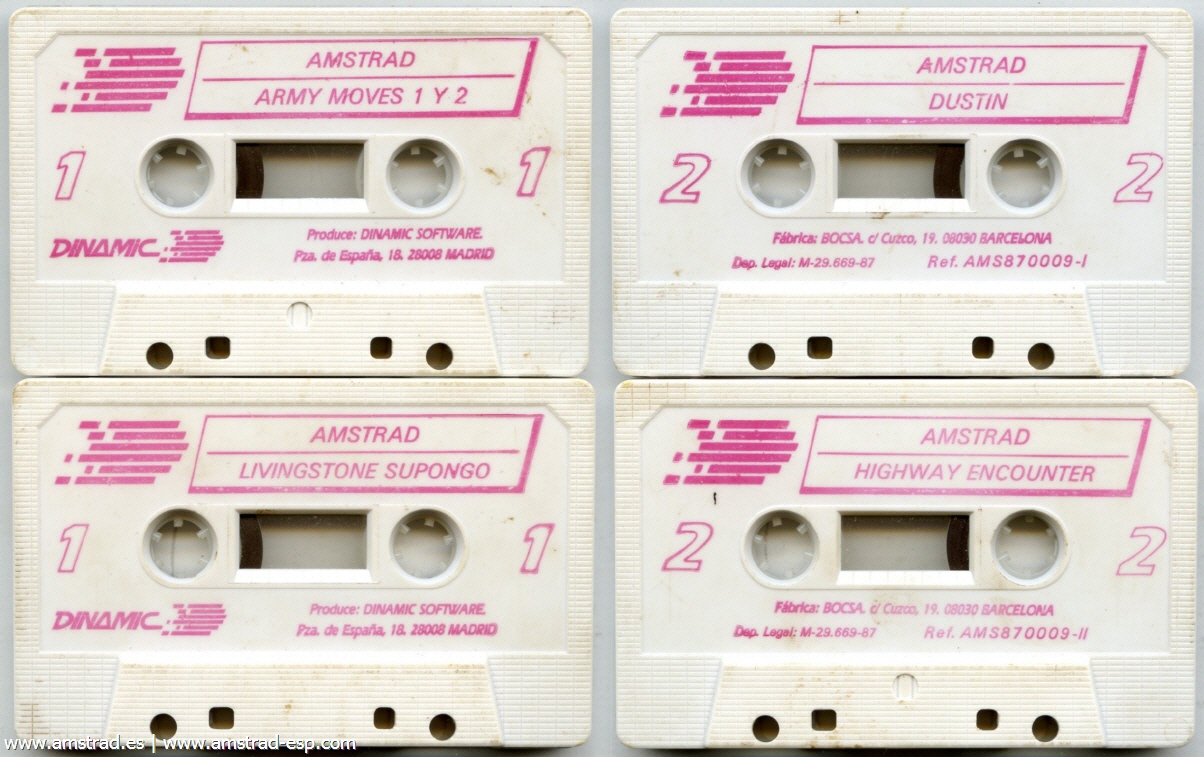 AMSTRAD
ARMY MOVES 1 Y 2
1
1
DINAMIC
Produce: DINAMIC SOFTWARE.
Pza. de España, 18. 28008 MADRID
AMSTRAD
DUSTIN
2
2
Fábrica: BOCSA. c/ Cuzco, 19. 08030 BARCELONA
Dep. Legal: M-29.669-87 Ref. AMS870009-I
AMSTRAD
LIVINGSTONE SUPONGO
1
1
DINAMIC
Produce: DINAMIC SOFTWARE.
Pza. de España, 18. 28008 MADRID
AMSTRAD
HIGHWAY ENCOUNTER
2
2
Fábrica: BOCSA. c/ Cuzco, 19. 08030 BARCELONA
Dep. Legal: M-29.669-87 Ref. AMS870009-II
www.amstrad.es | www.amstrad-esp.com